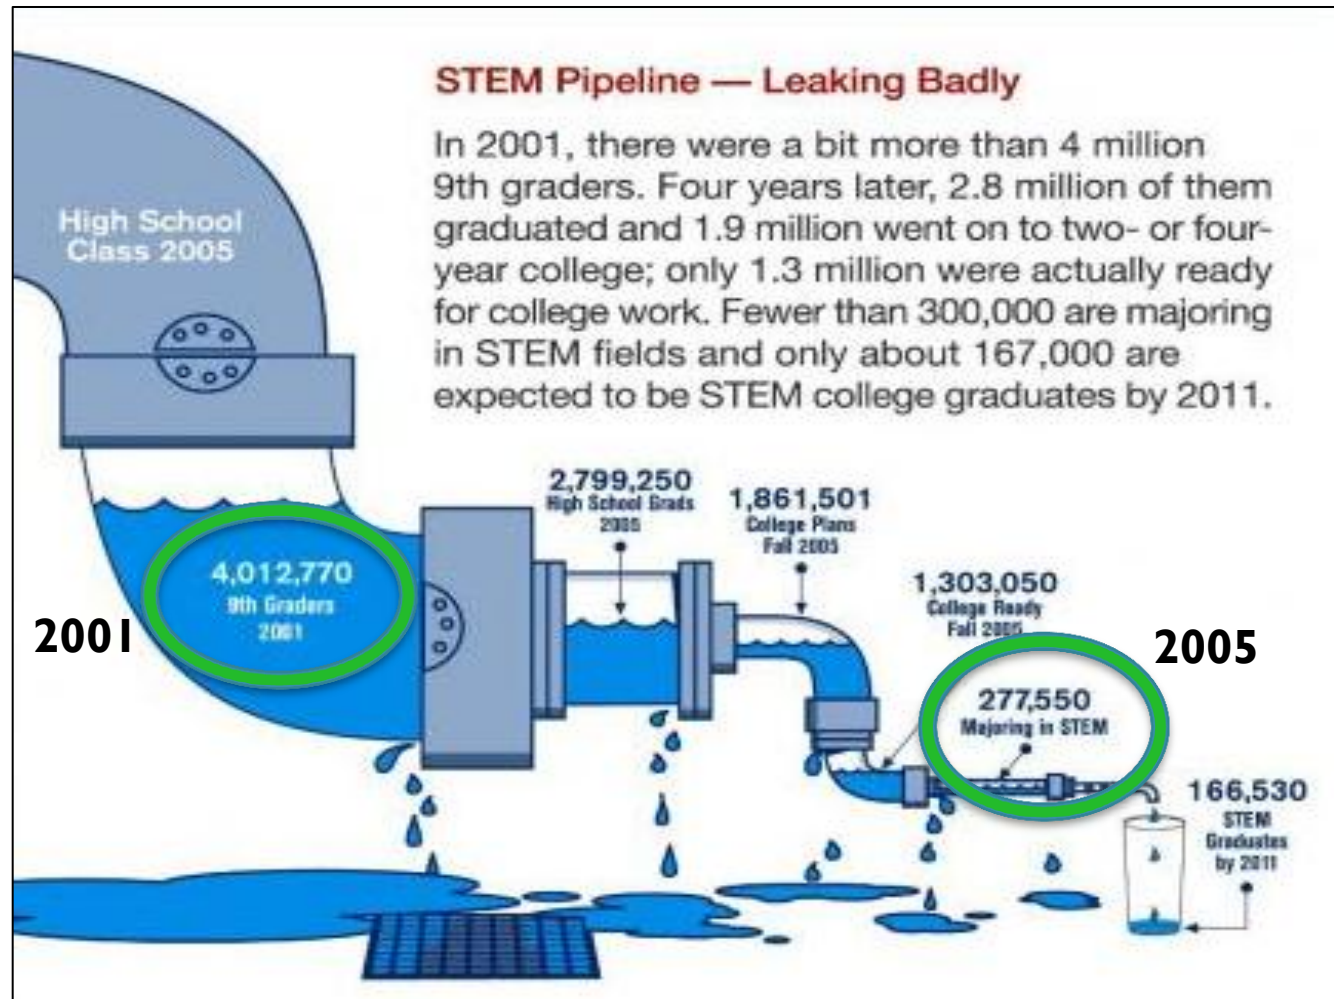 STEM Pipeline — Leaking Badly
In 2001, there were a bit more than 4 million
9th graders. Four years later, 2.8 million of them
graduated and 1.9 million went on to two- or four-
year college; only 1.3 million were actually ready
for college work. Fewer than 300,000 are majoring
in STEM fields and only about 167,000 are
expected to be STEM college graduates by 2011.
High School
Class 2005
2,799,250
High School Grads
2005
1,861,501
College Plans
Fall 2005
4,012,770
9th Graders
2001
2001
1,303,050
College Ready
Fall 2005
2005
277,550
Majoring in STEM
166,530
STEM
Graduates
by 2011